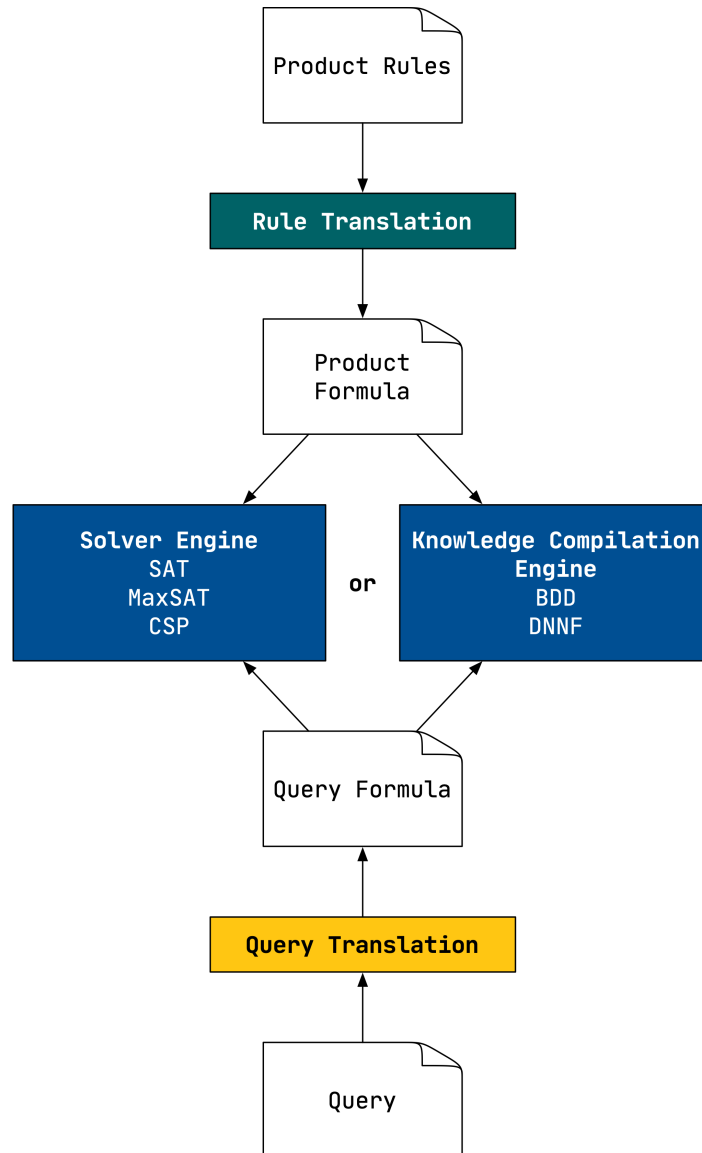 Product Rules
Rule Translation
Product
Formula
Solver Engine
SAT
MaxSAT
CSP
or
Knowledge Compilation
Engine
BDD
DNNF
Query Formula
Query Translation
Query